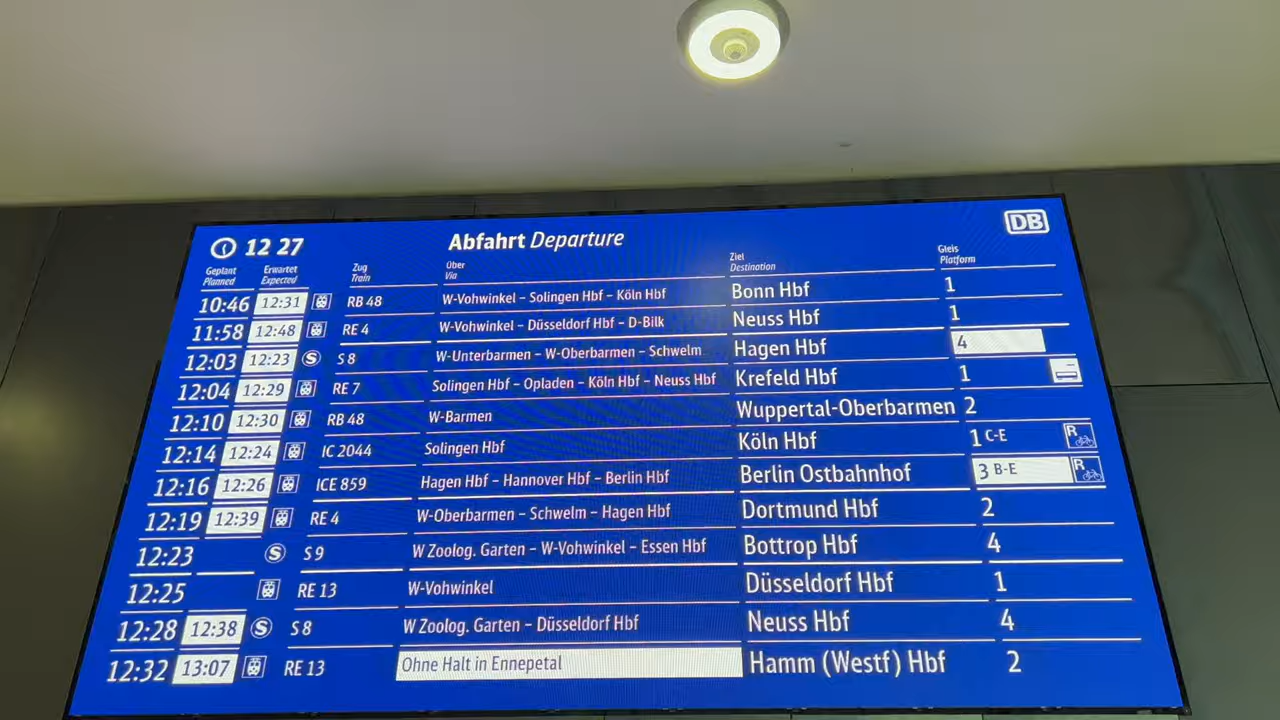 12 27 Abfahrt Departure DB
Geplant Erwartet Zug Über Ziel Gleis
Planned Expected Train Via Destination Platform
10:46 12:31 RB 48 W-Vohwinkel – Solingen Hbf – Köln Hbf Bonn Hbf 1
11:58 12:48 RE 4 W-Vohwinkel – Düsseldorf Hbf – D-Bilk Neuss Hbf 1
12:03 12:23 S S 8 W-Unterbarmen – W-Oberbarmen – Schwelm Hagen Hbf 4
12:04 12:29 RE 7 Solingen Hbf – Opladen – Köln Hbf – Neuss Hbf Krefeld Hbf 1
12:10 12:30 RB 48 W-Barmen Wuppertal-Oberbarmen 2
12:14 12:24 IC 2044 Solingen Hbf Köln Hbf 1 C-E R
12:16 12:26 ICE 859 Hagen Hbf – Hannover Hbf – Berlin Hbf Berlin Ostbahnhof 3 B-E R
12:19 12:39 RE 4 W-Oberbarmen – Schwelm – Hagen Hbf Dortmund Hbf 2
12:23 S S 9 W Zoolog. Garten – W-Vohwinkel – Essen Hbf Bottrop Hbf 4
12:25 RE 13 W-Vohwinkel Düsseldorf Hbf 1
12:28 12:38 S S 8 W Zoolog. Garten – Düsseldorf Hbf Neuss Hbf 4
12:32 13:07 RE 13 Ohne Halt in Ennepetal Hamm (Westf) Hbf 2